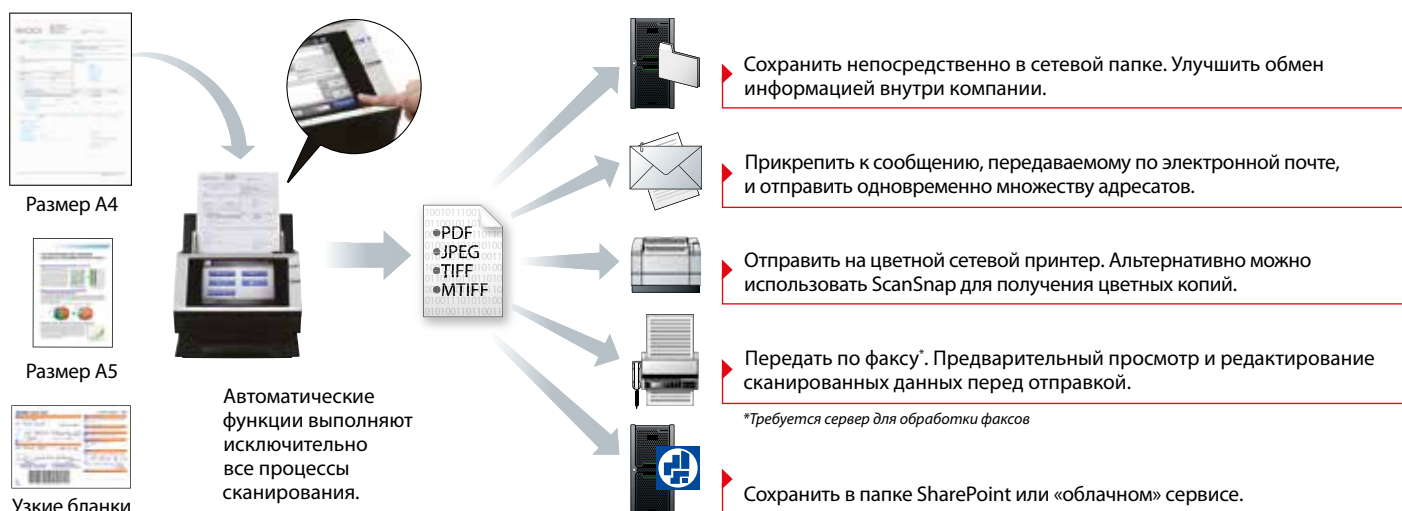 Размер A4
Размер A5
Узкие бланки
Автоматические
функции выполняют
исключительно
все процессы
сканирования.
•PDF
•JPEG
•TIFF
•MTIFF
Сохранить непосредственно в сетевой папке. Улучшить обмен
информацией внутри компании.
Прикрепить к сообщению, передаваемому по электронной почте,
и отправить одновременно множеству адресатов.
Отправить на цветной сетевой принтер. Альтернативно можно
использовать ScanSnap для получения цветных копий.
Передать по факсу*. Предварительный просмотр и редактирование
сканированных данных перед отправкой.
*Требуется сервер для обработки факсов
Сохранить в папке SharePoint или «облачном» сервисе.